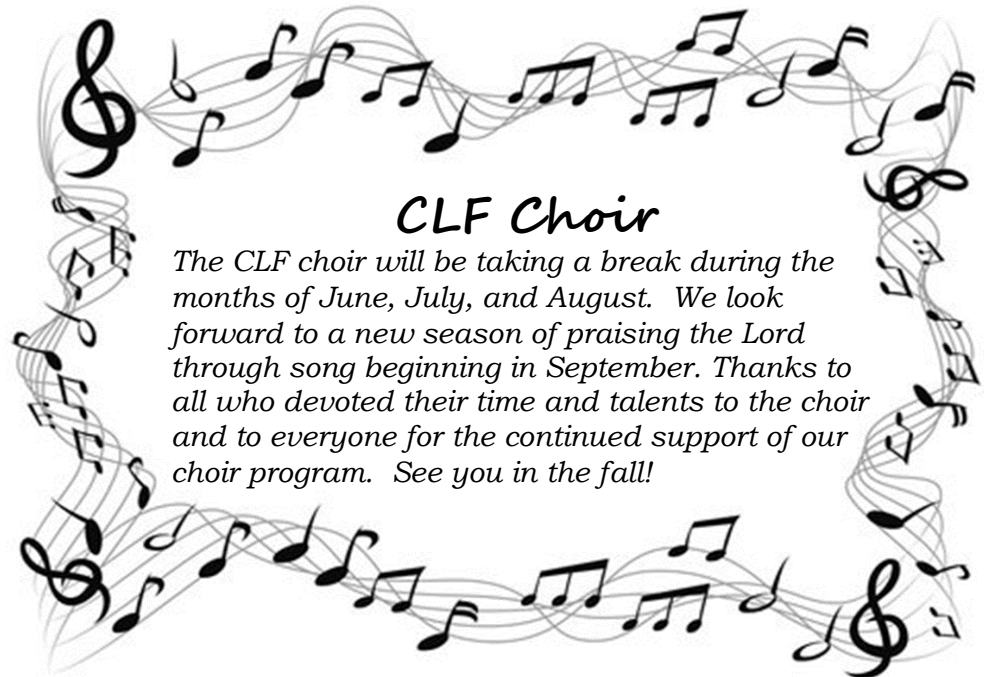 CLF Choir
The CLF choir will be taking a break during the
months of June, July, and August.  We look
forward to a new season of praising the Lord
through song beginning in September. Thanks to
all who devoted their time and talents to the choir
and to everyone for the continued support of our
choir program.  See you in the fall!